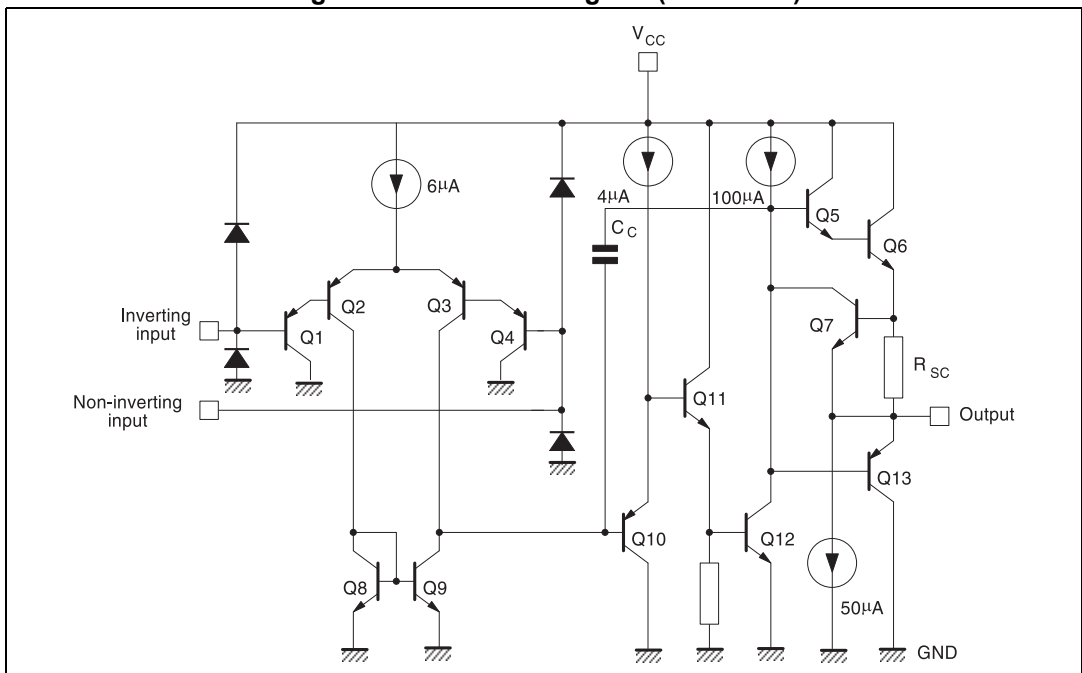 V CC
6µA
4µA
100µA
C C
Q5
Q6
Q2
Q3
Inverting
input
Q1
Q4
Q7
R SC
Non-inverting
input
Q11
Output
Q13
Q10
Q12
Q8
Q9
50µA
GND